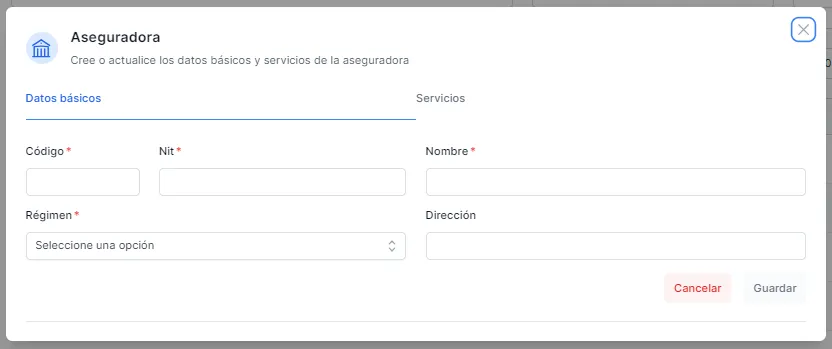 Aseguradora
Cree o actualice los datos básicos y servicios de la aseguradora
Datos básicos Servicios
Código * Nit * Nombre *
Régimen * Dirección
Seleccione una opción
Cancelar Guardar